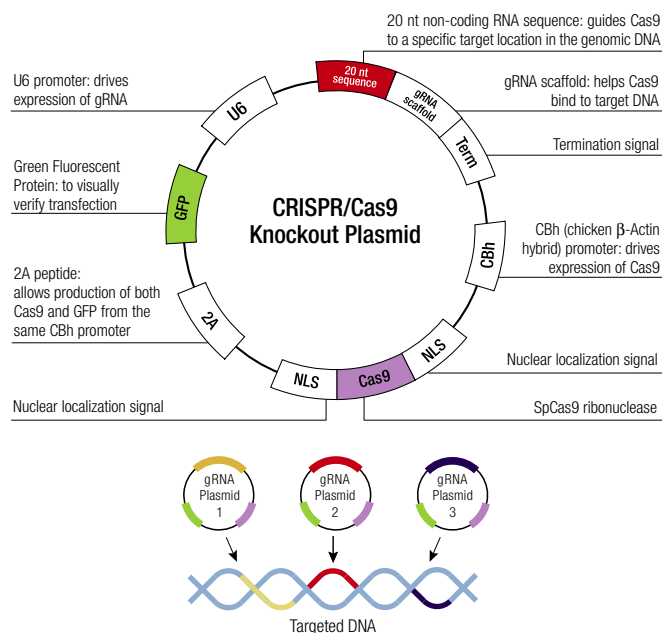 20 nt non-coding RNA sequence: guides Cas9
to a specific target location in the genomic DNA
U6 promoter: drives
expression of gRNA
gRNA scaffold: helps Cas9
bind to target DNA
Termination signal
Green Fluorescent
Protein: to visually
verify transfection
CBh (chicken β-Actin
hybrid) promoter: drives
expression of Cas9
2A peptide:
allows production of both
Cas9 and GFP from the
same CBh promoter
Nuclear localization signal
Nuclear localization signal
SpCas9 ribonuclease
CRISPR/Cas9
Knockout Plasmid
20 nt
sequence
gRNA
scaffold
Term
CBh
NLS
Cas9
NLS
2A
GFP
U6
gRNA
Plasmid
1
gRNA
Plasmid
2
gRNA
Plasmid
3
Targeted DNA